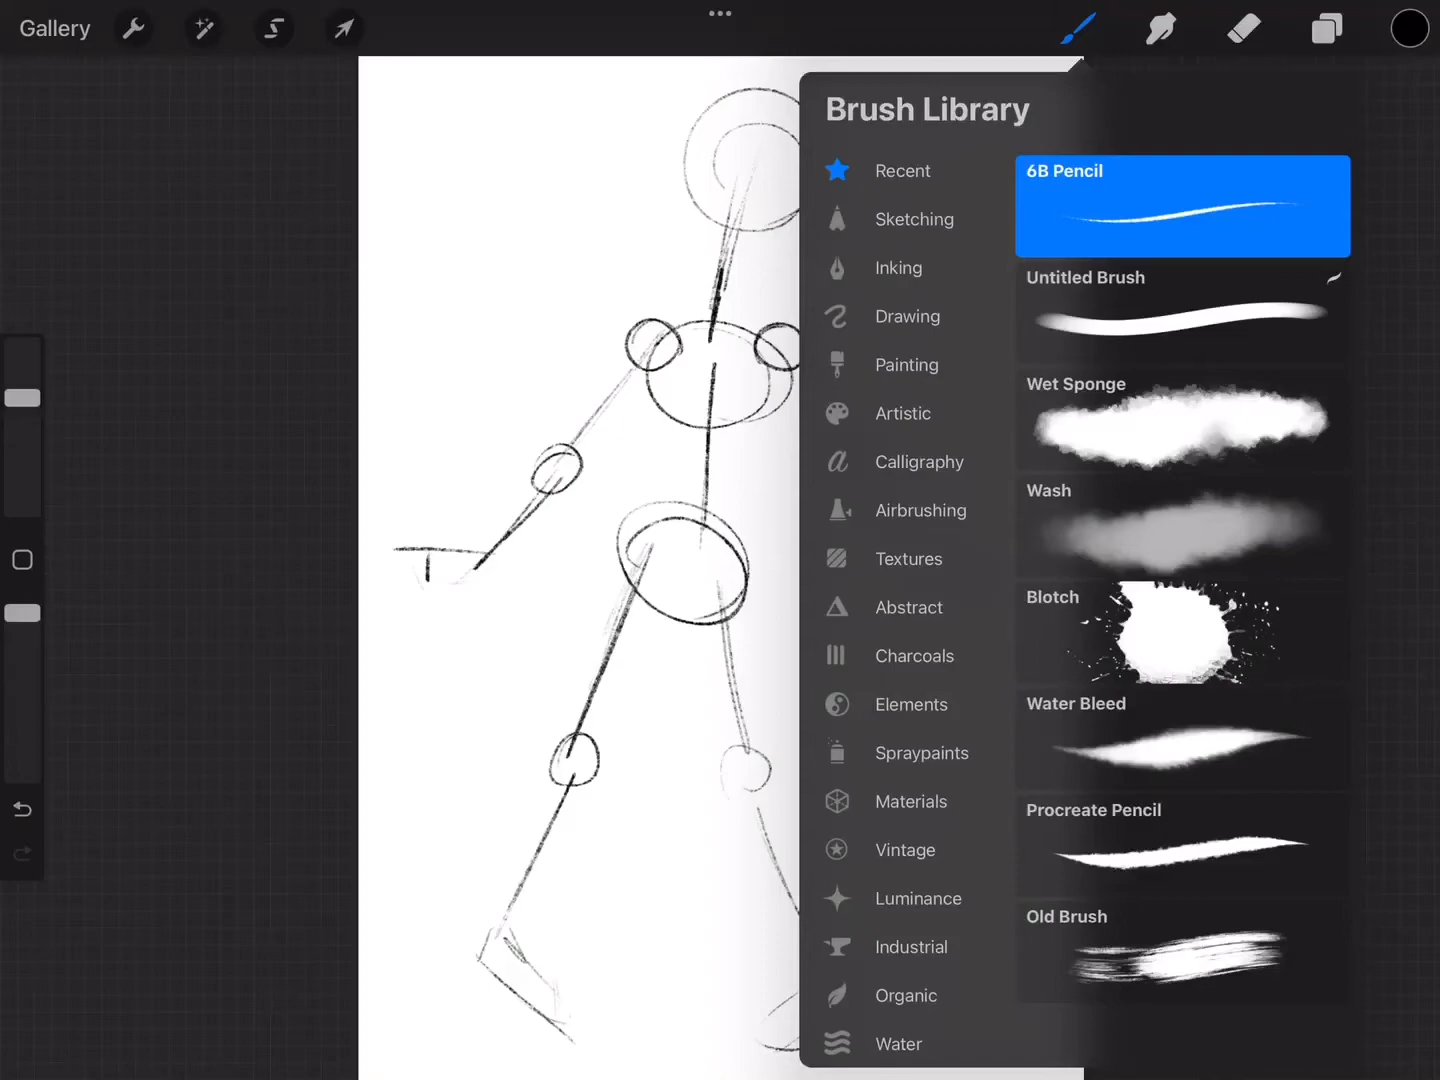 Gallery
Brush Library
Recent
Sketching
Inking
Drawing
Painting
Artistic
Calligraphy
Airbrushing
Textures
Abstract
Charcoals
Elements
Spraypaints
Materials
Vintage
Luminance
Industrial
Organic
Water
6B Pencil
Untitled Brush
Wet Sponge
Wash
Blotch
Water Bleed
Procreate Pencil
Old Brush